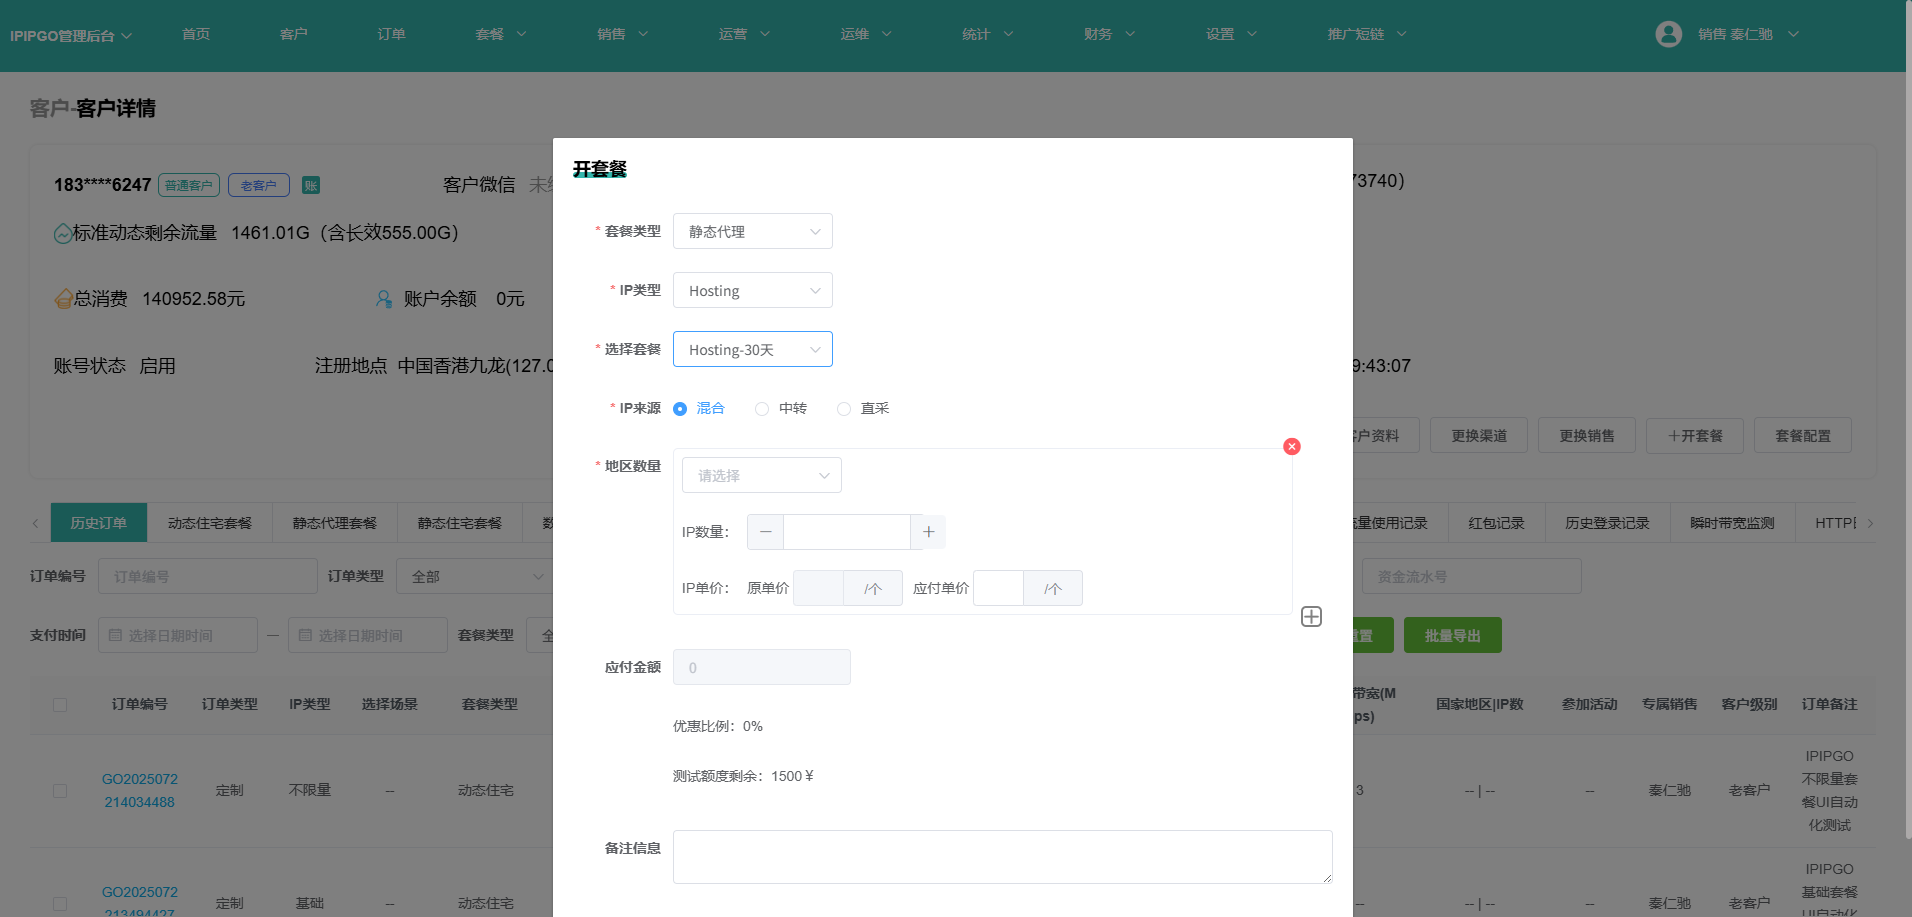 IPIPGO管理后台 首页 客户 订单 套餐 销售 运营 运维 统计 财务 设置 推广短链 销售 秦仁驰
客户-客户详情
183****6247 普通客户 老客户 账 客户微信 73740)
标准动态剩余流量 1461.01G（含长效555.00G）
总消费 140952.58元 账户余额 0元
账号状态 启用 注册地点 中国香港九龙(127.0 9:43:07
户资料 更换渠道 更换销售 十开套餐 套餐配置
历史订单 动态住宅套餐 静态代理套餐 静态住宅套餐 量使用记录 红包记录 历史登录记录 瞬时带宽监测 HTTP
订单编号 订单编号 订单类型 全部 资金流水号
支付时间 选择日期时间 — 选择日期时间 套餐类型 重置 批量导出
订单编号 订单类型 IP类型 选择场景 套餐类型 带宽(M
ps) 国家地区|IP数 参加活动 专属销售 客户级别 订单备注
GO2025072
214034488 定制 不限量 -- 动态住宅 3 -- | -- -- 秦仁驰 老客户 IPIPGO
不限量套
餐UI自动
化测试
GO2025072
213494427 定制 基础 -- 动态住宅 -- -- | -- -- 秦仁驰 老客户 IPIPGO
基础套餐
UI自动化
开套餐
* 套餐类型 静态代理
* IP类型 Hosting
* 选择套餐 Hosting-30天
* IP来源 混合 中转 直采
* 地区数量 请选择
IP数量： — +
IP单价： 原单价 /个 应付单价 /个
应付金额 0
优惠比例：0%
测试额度剩余：1500￥
备注信息